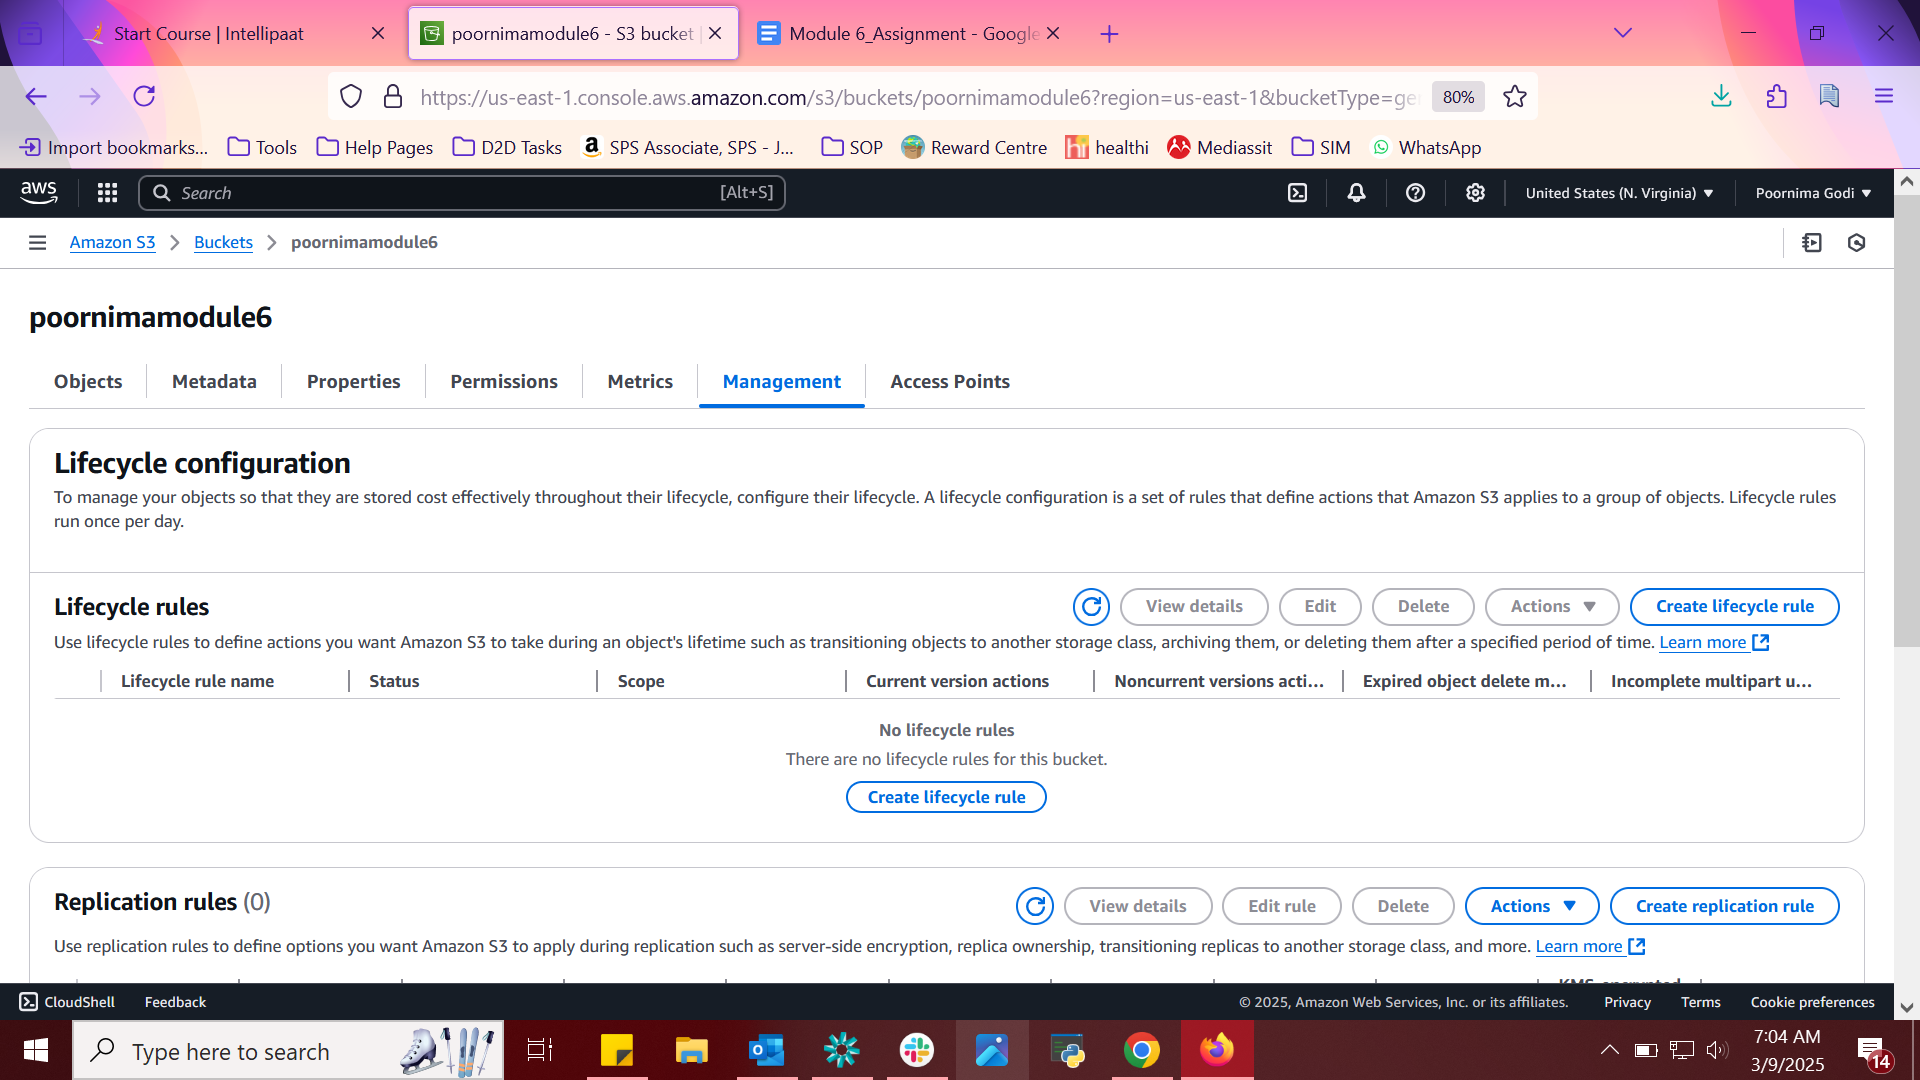 Start Course | Intellipaat
poornimamodule6 - S3 bucket |
Module 6_Assignment - Google
https://us-east-1.console.aws.amazon.com/s3/buckets/poornimamodule6?region=us-east-1&bucketType=ge
80%
Import bookmarks... Tools Help Pages D2D Tasks SPS Associate, SPS - J... SOP Reward Centre healthi Mediassit SIM WhatsApp
aws Search [Alt+S] United States (N. Virginia) Poornima Godi
Amazon S3 Buckets poornimamodule6
poornimamodule6
Objects Metadata Properties Permissions Metrics Management Access Points
Lifecycle configuration
To manage your objects so that they are stored cost effectively throughout their lifecycle, configure their lifecycle. A lifecycle configuration is a set of rules that define actions that Amazon S3 applies to a group of objects. Lifecycle rules
run once per day.
Lifecycle rules View details Edit Delete Actions Create lifecycle rule
Use lifecycle rules to define actions you want Amazon S3 to take during an object's lifetime such as transitioning objects to another storage class, archiving them, or deleting them after a specified period of time. Learn more
Lifecycle rule name Status Scope Current version actions Noncurrent versions acti... Expired object delete m... Incomplete multipart u...
No lifecycle rules
There are no lifecycle rules for this bucket.
Create lifecycle rule
Replication rules (0) View details Edit rule Delete Actions Create replication rule
Use replication rules to define options you want Amazon S3 to apply during replication such as server-side encryption, replica ownership, transitioning replicas to another storage class, and more. Learn more
CloudShell Feedback © 2025, Amazon Web Services, Inc. or its affiliates. Privacy Terms Cookie preferences
Type here to search
7:04 AM
3/9/2025
14